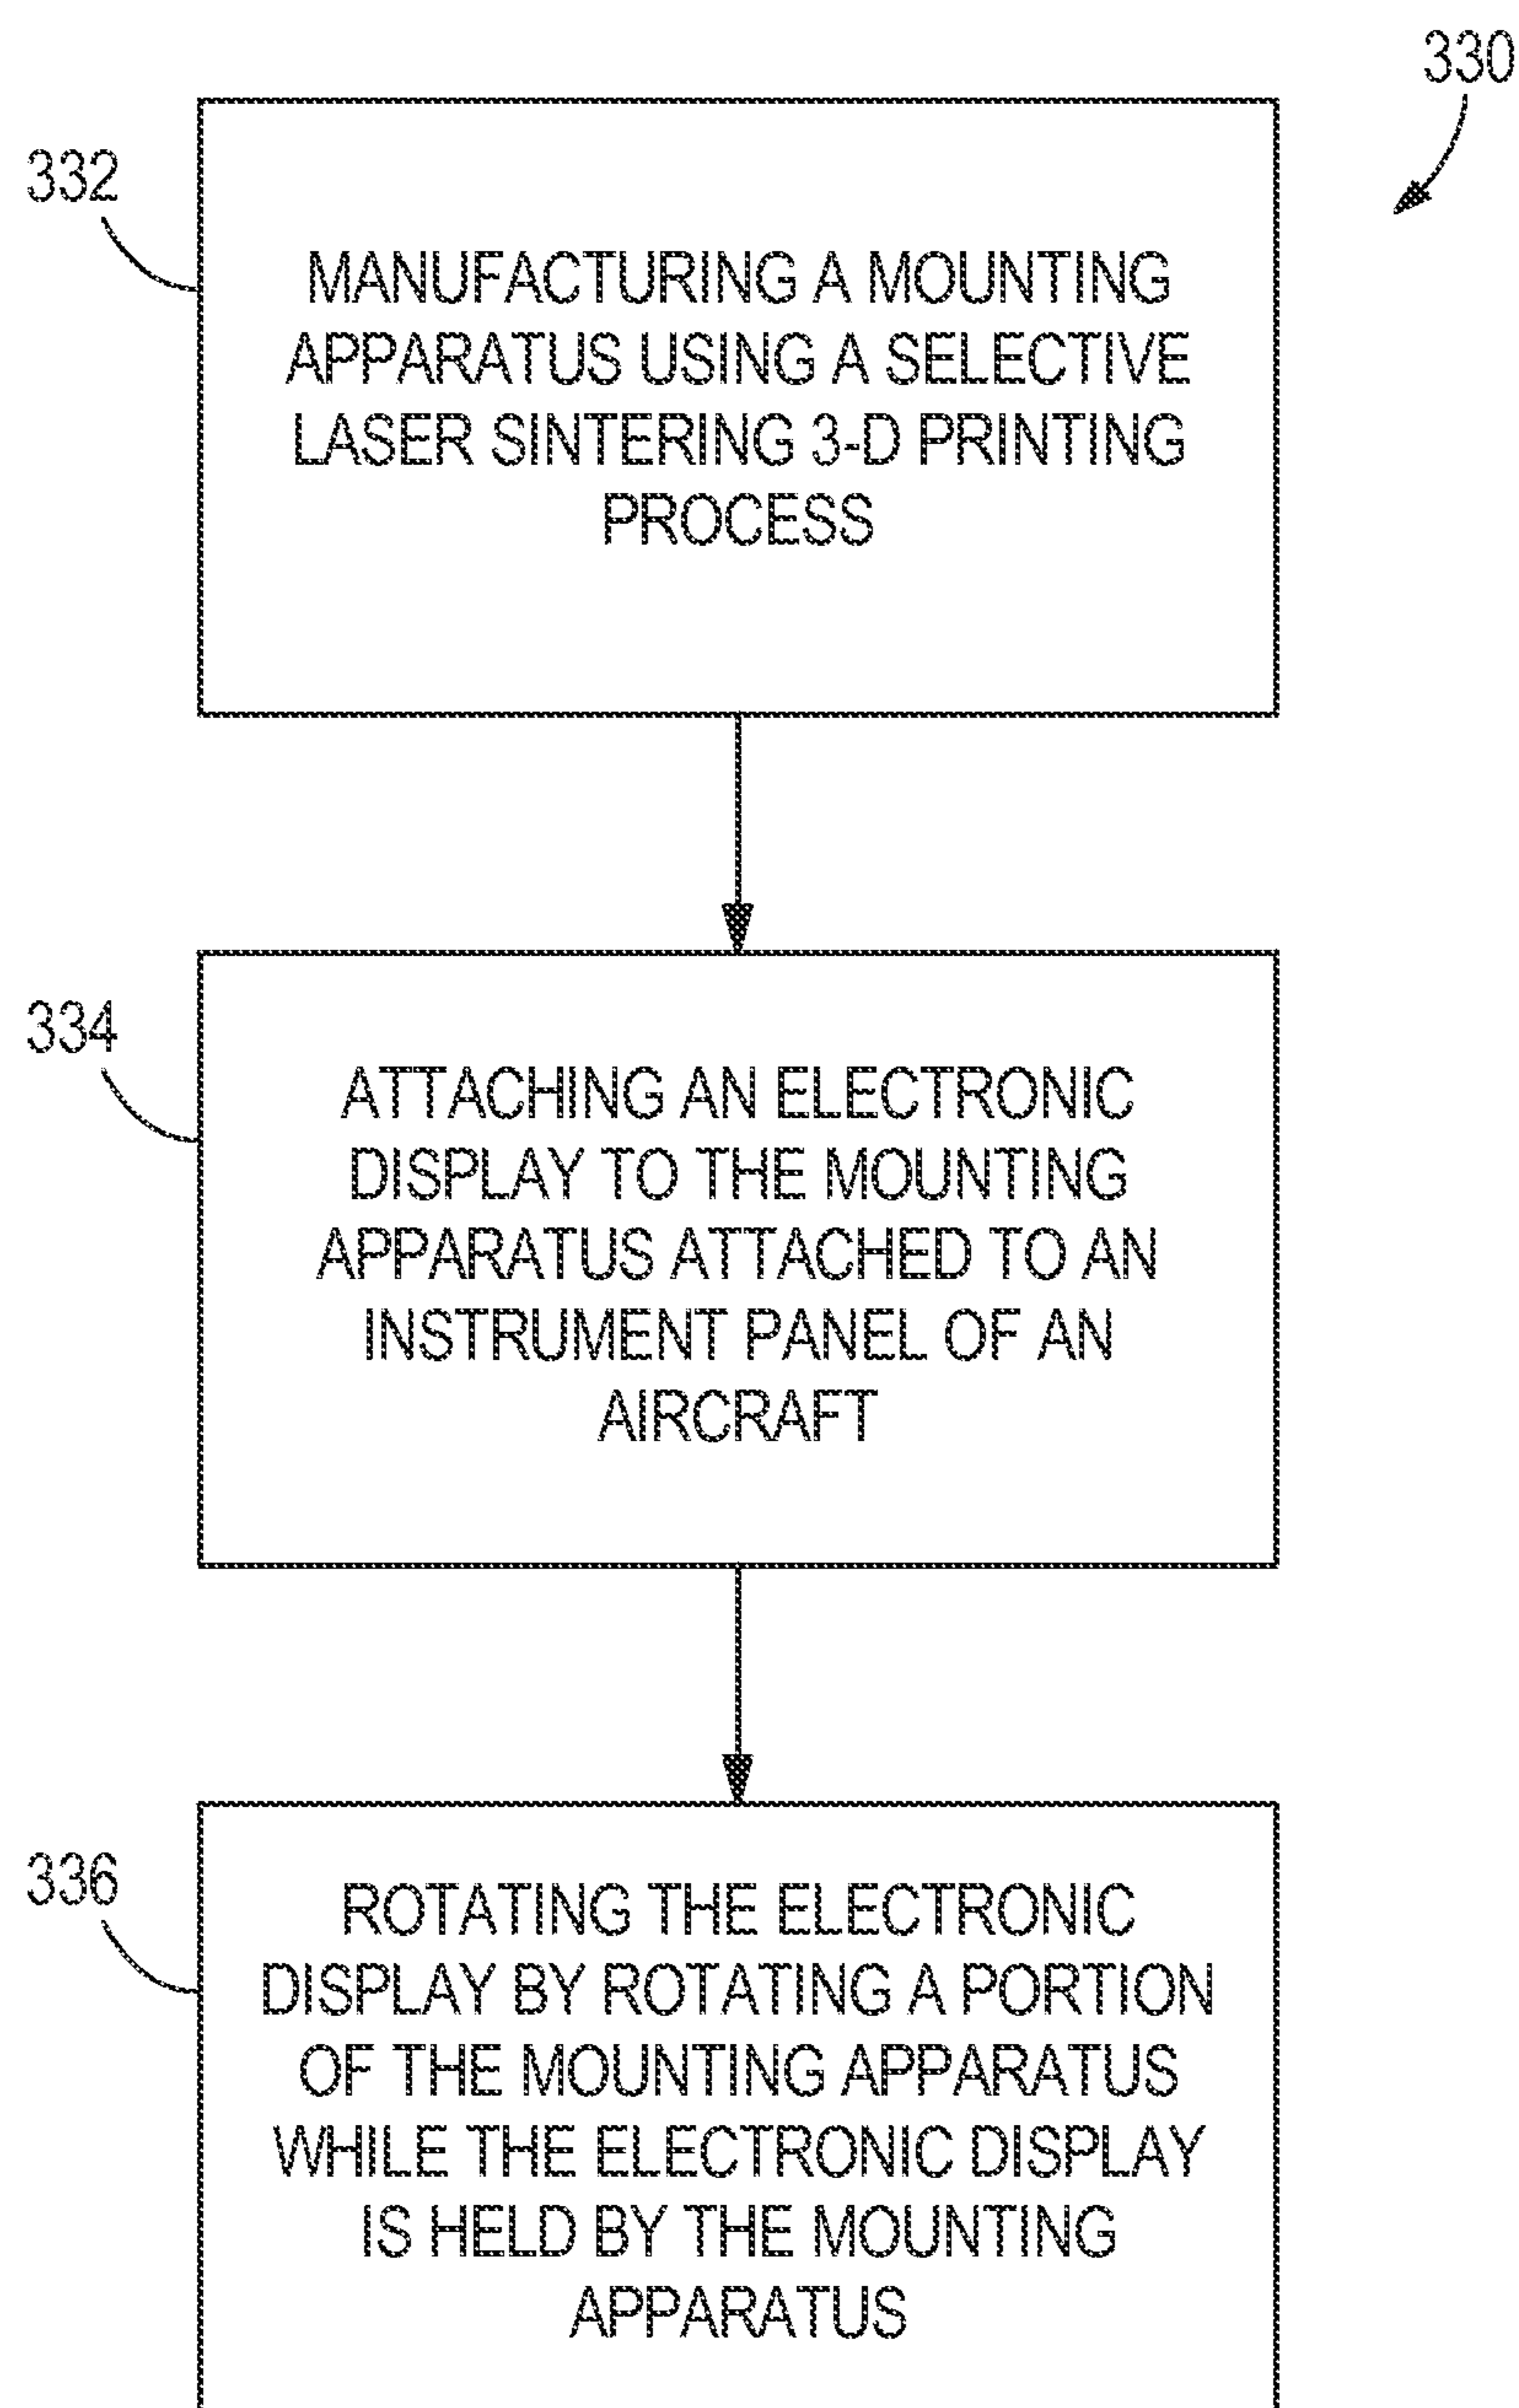 330
332
MANUFACTURING A MOUNTING
APPARATUS USING A SELECTIVE
LASER SINTERING 3-D PRINTING
PROCESS
334
ATTACHING AN ELECTRONIC
DISPLAY TO THE MOUNTING
APPARATUS ATTACHED TO AN
INSTRUMENT PANEL OF AN
AIRCRAFT
336
ROTATING THE ELECTRONIC
DISPLAY BY ROTATING A PORTION
OF THE MOUNTING APPARATUS
WHILE THE ELECTRONIC DISPLAY
IS HELD BY THE MOUNTING
APPARATUS